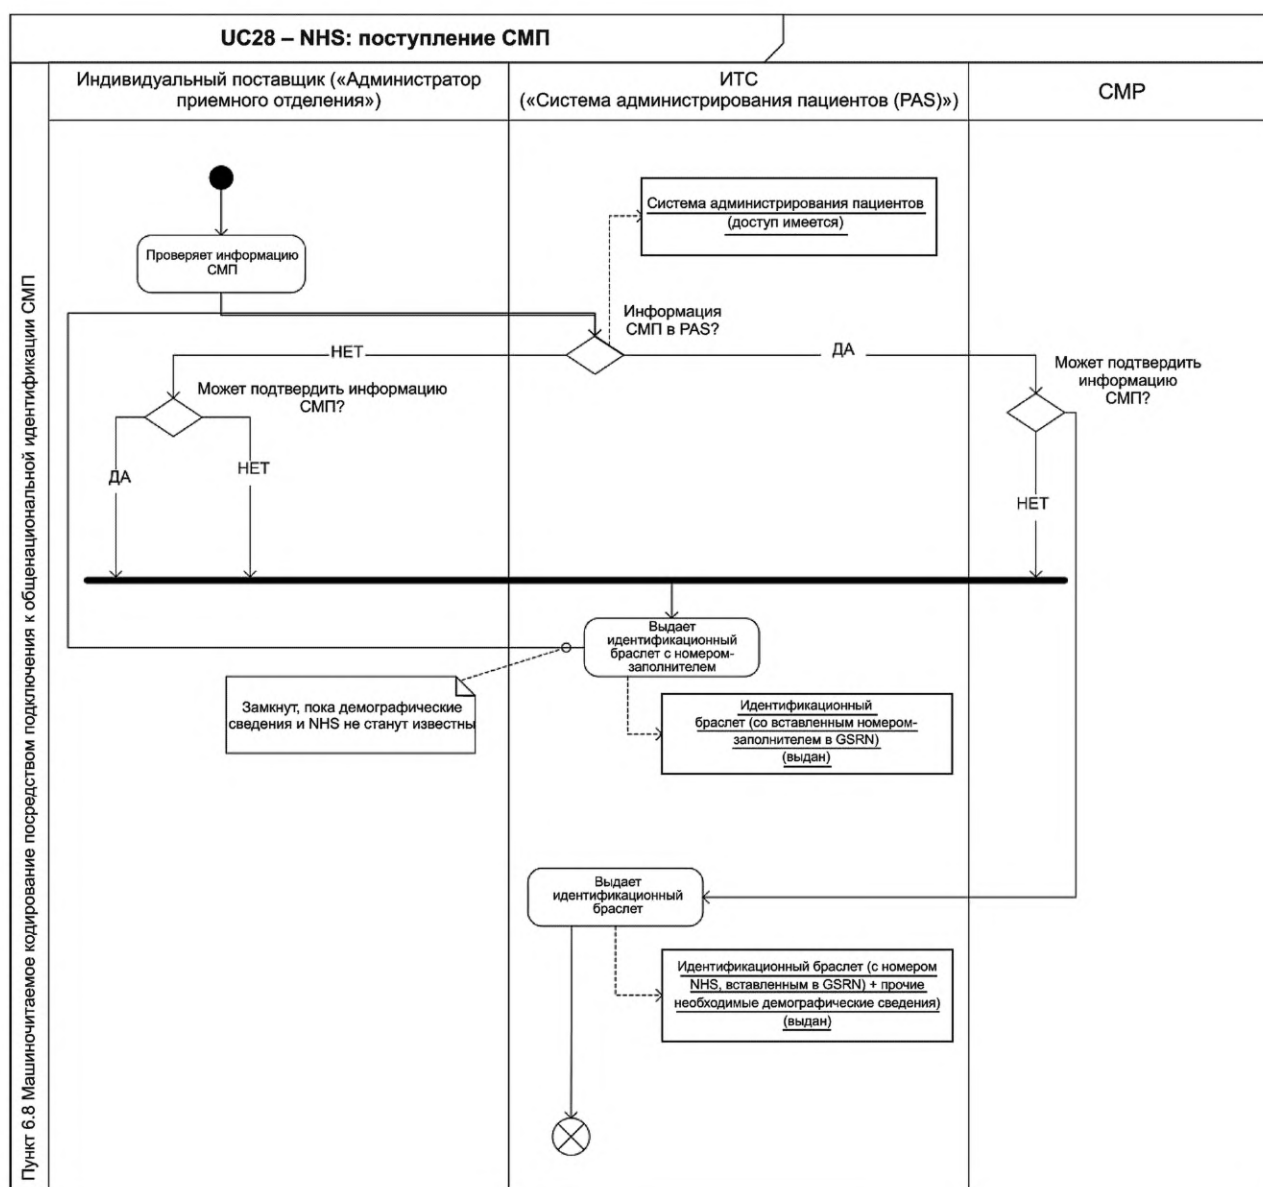 UC28 – NHS: поступление СМП
Пункт 6.8 Машиночитаемое кодирование посредством подключения к общенациональной идентификации СМП
Индивидуальный поставщик («Администратор
приемного отделения»)
ИТС
(«Система администрирования пациентов (PAS)»)
СМР
Система администрирования пациентов
(доступ имеется)
Проверяет информацию
СМП
Информация
СМП в PAS?
НЕТ
ДА
Может подтвердить информацию
СМП?
Может подтвердить
информацию
СМП?
ДА
НЕТ
НЕТ
Выдает
идентификационный
браслет с номером-
заполнителем
Замкнут, пока демографические
сведения и NHS не станут известны
Идентификационный
браслет (со вставленным номером-
заполнителем в GSRN)
(выдан)
Выдает
идентификационный
браслет
Идентификационный браслет (с номером
NHS, вставленным в GSRN) + прочие
необходимые демографические сведения)
(выдан)